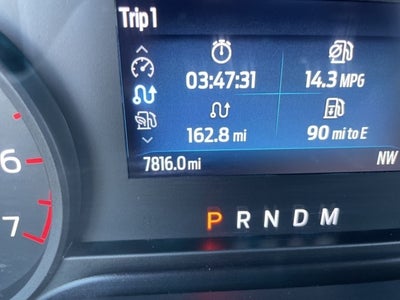 Trip 1
03:47:31
14.3 MPG
162.8 mi
90 mi to E
7816.0 mi
NW
6
7
P R N D M